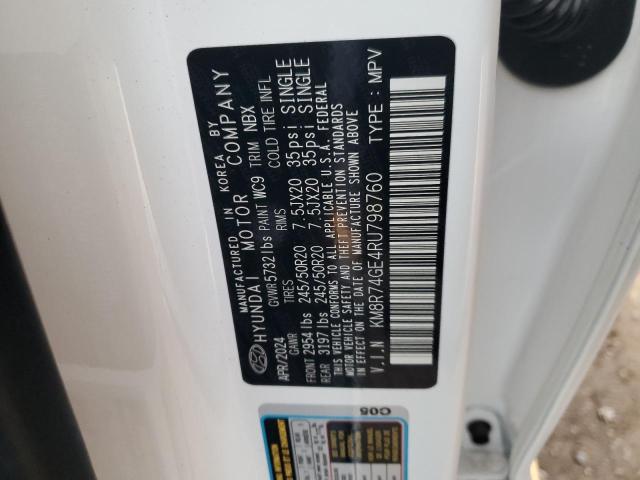 MANUFACTURED IN KOREA BY
HYUNDAI MOTOR COMPANY
GVWR 5732 lbs PAINT WC9 TRIM NBX
APR/2024
GAWR TIRES RIMS COLD TIRE INFL
FRONT 2954 lbs 245/50R20 7.5JX20 35psi SINGLE
REAR 3197 lbs 245/50R20 7.5JX20 35psi SINGLE
THIS VEHICLE CONFORMS TO ALL APPLICABLE U.S.A. FEDERAL
MOTOR VEHICLE SAFETY AND THEFT PREVENTION STANDARDS
IN EFFECT ON THE DATE OF MANUFACTURE SHOWN ABOVE
V.I.N KM8R74GE4RU798760 TYPE : MPV
C05